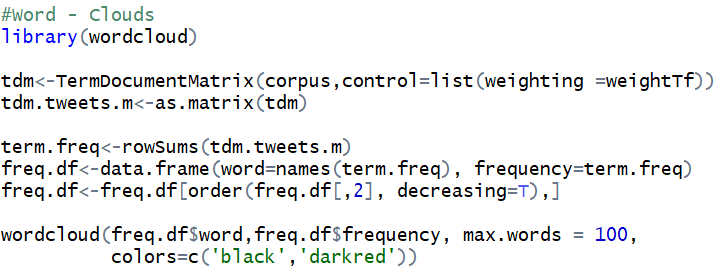 #Word - Clouds
library(wordcloud)
tdm<-TermDocumentMatrix(corpus,control=list(weighting =weightTf))
tdm.tweets.m<-as.matrix(tdm)
term.freq<-rowSums(tdm.tweets.m)
freq.df<-data.frame(word=names(term.freq), frequency=term.freq)
freq.df<-freq.df[order(freq.df[,2], decreasing=T),]
wordcloud(freq.df$word,freq.df$frequency, max.words = 100,
colors=c('black','darkred'))